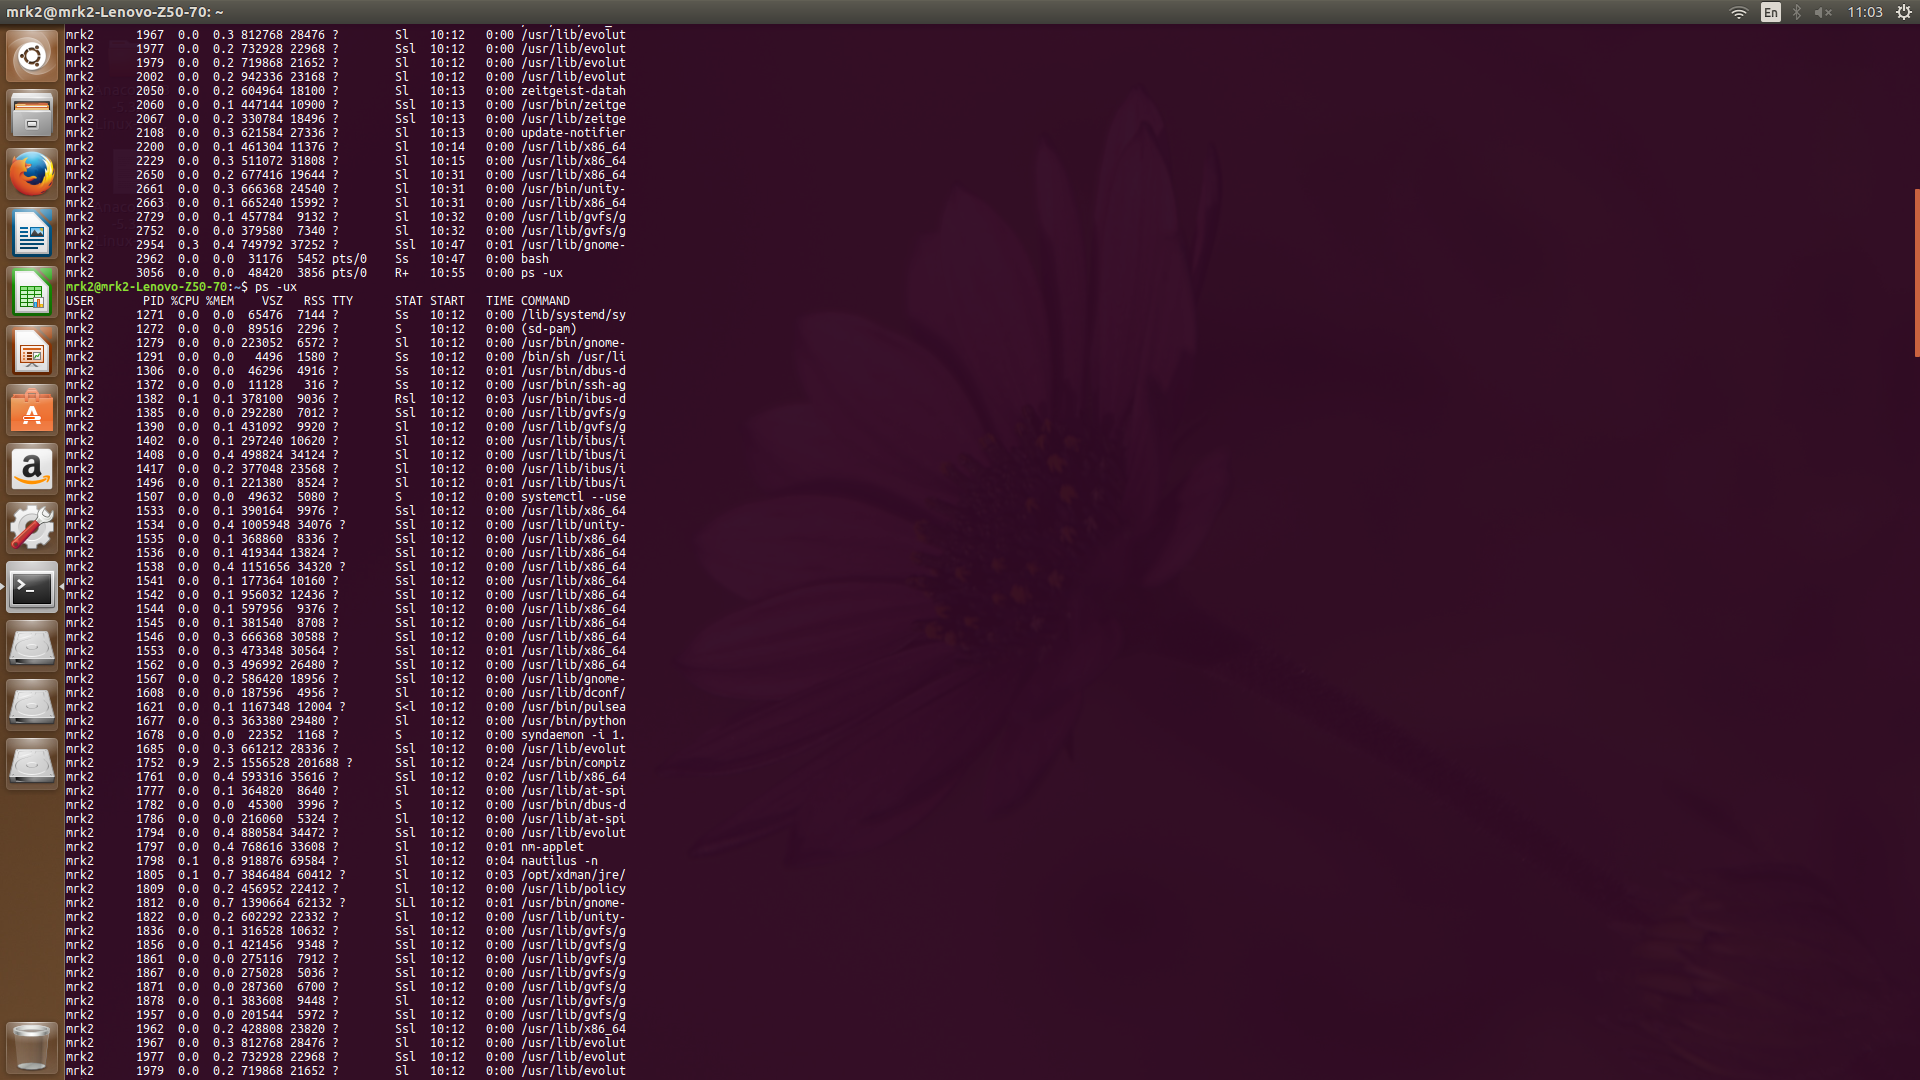 mrk2@mrk2-Lenovo-Z50-70: ~
En
11:03
mrk2 1967 0.0 0.3 812768 28476 ? Sl 10:12 0:00 /usr/lib/evolut
mrk2 1977 0.0 0.2 732928 22968 ? Ssl 10:12 0:00 /usr/lib/evolut
mrk2 1979 0.0 0.2 719868 21652 ? Sl 10:12 0:00 /usr/lib/evolut
mrk2 2002 0.0 0.2 942336 23168 ? Sl 10:12 0:00 /usr/lib/evolut
mrk2 2050 0.0 0.2 604964 18100 ? Sl 10:13 0:00 zeitgeist-datah
mrk2 2060 0.0 0.1 447144 10900 ? Ssl 10:13 0:00 /usr/bin/zeitge
mrk2 2067 0.0 0.2 330784 18496 ? Ssl 10:13 0:00 /usr/lib/zeitge
mrk2 2108 0.0 0.3 621584 27336 ? Sl 10:13 0:00 update-notifier
mrk2 2200 0.0 0.1 461304 11376 ? Sl 10:14 0:00 /usr/lib/x86_64
mrk2 2229 0.0 0.3 511072 31808 ? Sl 10:15 0:00 /usr/lib/x86_64
mrk2 2650 0.0 0.2 677416 19644 ? Sl 10:31 0:00 /usr/lib/x86_64
mrk2 2661 0.0 0.3 666368 24540 ? Sl 10:31 0:00 /usr/bin/unity-
mrk2 2663 0.0 0.1 665240 15992 ? Sl 10:31 0:00 /usr/lib/x86_64
mrk2 2729 0.0 0.1 457784 9132 ? Sl 10:32 0:00 /usr/lib/gvfs/g
mrk2 2752 0.0 0.0 379580 7340 ? Sl 10:32 0:00 /usr/lib/gvfs/g
mrk2 2954 0.3 0.4 749792 37252 ? Ssl 10:47 0:01 /usr/lib/gnome-
mrk2 2962 0.0 0.0 31176 5452 pts/0 Ss 10:47 0:00 bash
mrk2 3056 0.0 0.0 48420 3856 pts/0 R+ 10:55 0:00 ps -ux
mrk2@mrk2-Lenovo-Z50-70:~$ ps -ux
USER PID %CPU %MEM VSZ RSS TTY STAT START TIME COMMAND
mrk2 1271 0.0 0.0 65476 7144 ? Ss 10:12 0:00 /lib/systemd/sy
mrk2 1272 0.0 0.0 89516 2296 ? S 10:12 0:00 (sd-pam)
mrk2 1279 0.0 0.0 223052 6572 ? Sl 10:12 0:00 /usr/bin/gnome-
mrk2 1291 0.0 0.0 4496 1580 ? Ss 10:12 0:00 /bin/sh /usr/li
mrk2 1306 0.0 0.0 46296 4916 ? Ss 10:12 0:01 /usr/bin/dbus-d
mrk2 1372 0.0 0.0 11128 316 ? Ss 10:12 0:00 /usr/bin/ssh-ag
mrk2 1382 0.1 0.1 378100 9036 ? Rsl 10:12 0:03 /usr/bin/ibus-d
mrk2 1385 0.0 0.0 292280 7012 ? Ssl 10:12 0:00 /usr/lib/gvfs/g
mrk2 1390 0.0 0.1 431092 9920 ? Sl 10:12 0:00 /usr/lib/gvfs/g
mrk2 1402 0.0 0.1 297240 10620 ? Sl 10:12 0:00 /usr/lib/ibus/i
mrk2 1408 0.0 0.4 498824 34124 ? Sl 10:12 0:00 /usr/lib/ibus/i
mrk2 1417 0.0 0.2 377048 23568 ? Sl 10:12 0:00 /usr/lib/ibus/i
mrk2 1496 0.0 0.1 221380 8524 ? Sl 10:12 0:01 /usr/lib/ibus/i
mrk2 1507 0.0 0.0 49632 5080 ? S 10:12 0:00 systemctl --use
mrk2 1533 0.0 0.1 390164 9976 ? Ssl 10:12 0:00 /usr/lib/x86_64
mrk2 1534 0.0 0.4 1005948 34076 ? Ssl 10:12 0:00 /usr/lib/unity-
mrk2 1535 0.0 0.1 368860 8336 ? Ssl 10:12 0:00 /usr/lib/x86_64
mrk2 1536 0.0 0.1 419344 13824 ? Ssl 10:12 0:00 /usr/lib/x86_64
mrk2 1538 0.0 0.4 1151656 34320 ? Ssl 10:12 0:00 /usr/lib/x86_64
mrk2 1541 0.0 0.1 177364 10160 ? Ssl 10:12 0:00 /usr/lib/x86_64
mrk2 1542 0.0 0.1 956032 12436 ? Ssl 10:12 0:00 /usr/lib/x86_64
mrk2 1544 0.0 0.1 597956 9376 ? Ssl 10:12 0:00 /usr/lib/x86_64
mrk2 1545 0.0 0.1 381540 8708 ? Ssl 10:12 0:00 /usr/lib/x86_64
mrk2 1546 0.0 0.3 666368 30588 ? Ssl 10:12 0:00 /usr/lib/x86_64
mrk2 1553 0.0 0.3 473348 30564 ? Ssl 10:12 0:01 /usr/lib/x86_64
mrk2 1562 0.0 0.3 496992 26480 ? Ssl 10:12 0:00 /usr/lib/x86_64
mrk2 1567 0.0 0.2 586420 18956 ? Ssl 10:12 0:00 /usr/lib/gnome-
mrk2 1608 0.0 0.0 187596 4956 ? Sl 10:12 0:00 /usr/lib/dconf/
mrk2 1621 0.0 0.1 1167348 12004 ? S<l 10:12 0:00 /usr/bin/pulsea
mrk2 1677 0.0 0.3 363380 29480 ? Sl 10:12 0:00 /usr/bin/python
mrk2 1678 0.0 0.0 22352 1168 ? S 10:12 0:00 syndaemon -i 1.
mrk2 1685 0.0 0.3 661212 28336 ? Ssl 10:12 0:00 /usr/lib/evolut
mrk2 1752 0.9 2.5 1556528 201688 ? Ssl 10:12 0:24 /usr/bin/compiz
mrk2 1761 0.0 0.4 593316 35616 ? Ssl 10:12 0:02 /usr/lib/x86_64
mrk2 1777 0.0 0.1 364820 8640 ? Sl 10:12 0:00 /usr/lib/at-spi
mrk2 1782 0.0 0.0 45300 3996 ? S 10:12 0:00 /usr/bin/dbus-d
mrk2 1786 0.0 0.0 216060 5324 ? Sl 10:12 0:00 /usr/lib/at-spi
mrk2 1794 0.0 0.4 880584 34472 ? Ssl 10:12 0:00 /usr/lib/evolut
mrk2 1797 0.0 0.4 768616 33608 ? Sl 10:12 0:01 nm-applet
mrk2 1798 0.1 0.8 918876 69584 ? Sl 10:12 0:04 nautilus -n
mrk2 1805 0.1 0.7 3846484 60412 ? Sl 10:12 0:03 /opt/xdman/jre/
mrk2 1809 0.0 0.2 456952 22412 ? Sl 10:12 0:00 /usr/lib/policy
mrk2 1812 0.0 0.7 1390664 62132 ? SLl 10:12 0:01 /usr/bin/gnome-
mrk2 1822 0.0 0.2 602292 22332 ? Sl 10:12 0:00 /usr/lib/unity-
mrk2 1836 0.0 0.1 316528 10632 ? Ssl 10:12 0:00 /usr/lib/gvfs/g
mrk2 1856 0.0 0.1 421456 9348 ? Ssl 10:12 0:00 /usr/lib/gvfs/g
mrk2 1861 0.0 0.0 275116 7912 ? Ssl 10:12 0:00 /usr/lib/gvfs/g
mrk2 1867 0.0 0.0 275028 5036 ? Ssl 10:12 0:00 /usr/lib/gvfs/g
mrk2 1871 0.0 0.0 287360 6700 ? Ssl 10:12 0:00 /usr/lib/gvfs/g
mrk2 1878 0.0 0.1 383608 9448 ? Sl 10:12 0:00 /usr/lib/gvfs/g
mrk2 1957 0.0 0.0 201544 5972 ? Ssl 10:12 0:00 /usr/lib/gvfs/g
mrk2 1962 0.0 0.2 428808 23820 ? Ssl 10:12 0:00 /usr/lib/x86_64
mrk2 1967 0.0 0.3 812768 28476 ? Sl 10:12 0:00 /usr/lib/evolut
mrk2 1977 0.0 0.2 732928 22968 ? Ssl 10:12 0:00 /usr/lib/evolut
mrk2 1979 0.0 0.2 719868 21652 ? Sl 10:12 0:00 /usr/lib/evolut